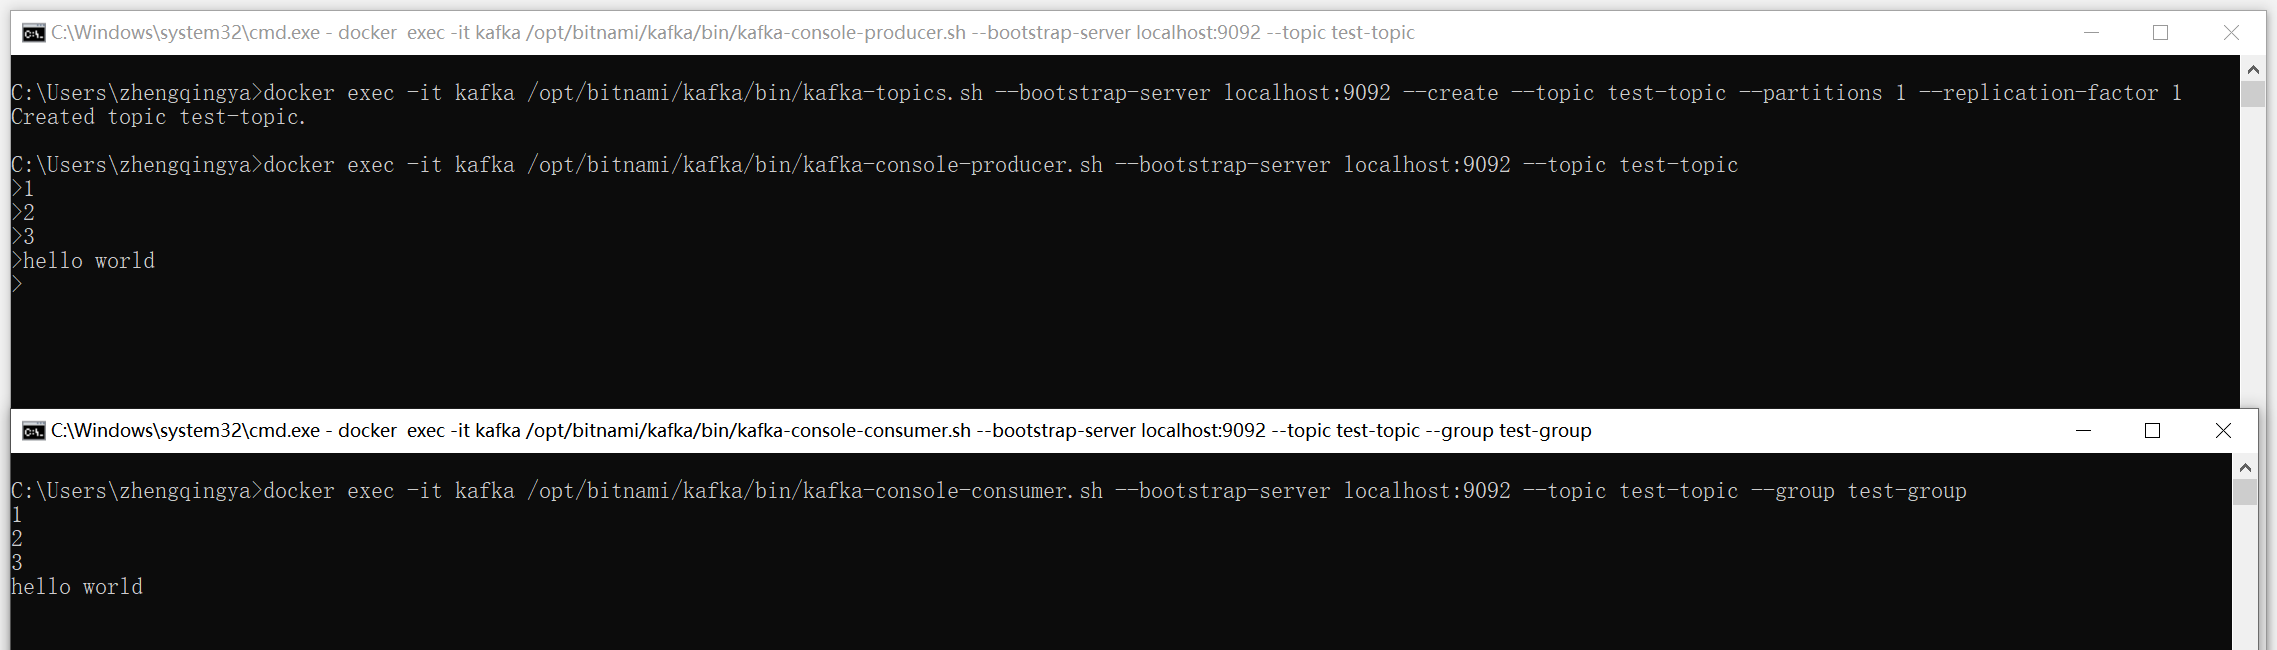 C:\Windows\system32\cmd.exe - docker  exec -it kafka /opt/bitnami/kafka/bin/kafka-console-producer.sh --bootstrap-server localhost:9092 --topic test-topic
C:\Users\zhengqingya>docker exec -it kafka /opt/bitnami/kafka/bin/kafka-topics.sh --bootstrap-server localhost:9092 --create --topic test-topic --partitions 1 --replication-factor 1
Created topic test-topic.
C:\Users\zhengqingya>docker exec -it kafka /opt/bitnami/kafka/bin/kafka-console-producer.sh --bootstrap-server localhost:9092 --topic test-topic
>1
>2
>3
>hello world
>
C:\Windows\system32\cmd.exe - docker  exec -it kafka /opt/bitnami/kafka/bin/kafka-console-consumer.sh --bootstrap-server localhost:9092 --topic test-topic --group test-group
C:\Users\zhengqingya>docker exec -it kafka /opt/bitnami/kafka/bin/kafka-console-consumer.sh --bootstrap-server localhost:9092 --topic test-topic --group test-group
1
2
3
hello world